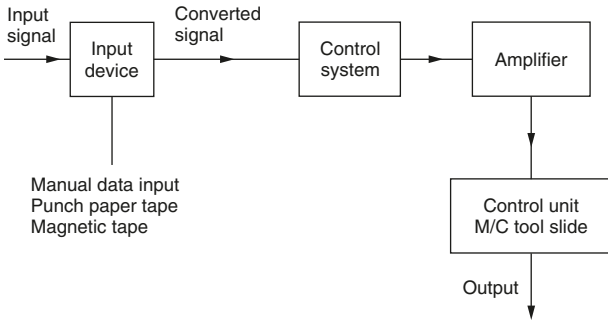 Input
signal
Input
device
Converted
signal
Control
system
Amplifier
Manual data input
Punch paper tape
Magnetic tape
Control unit
M/C tool slide
Output